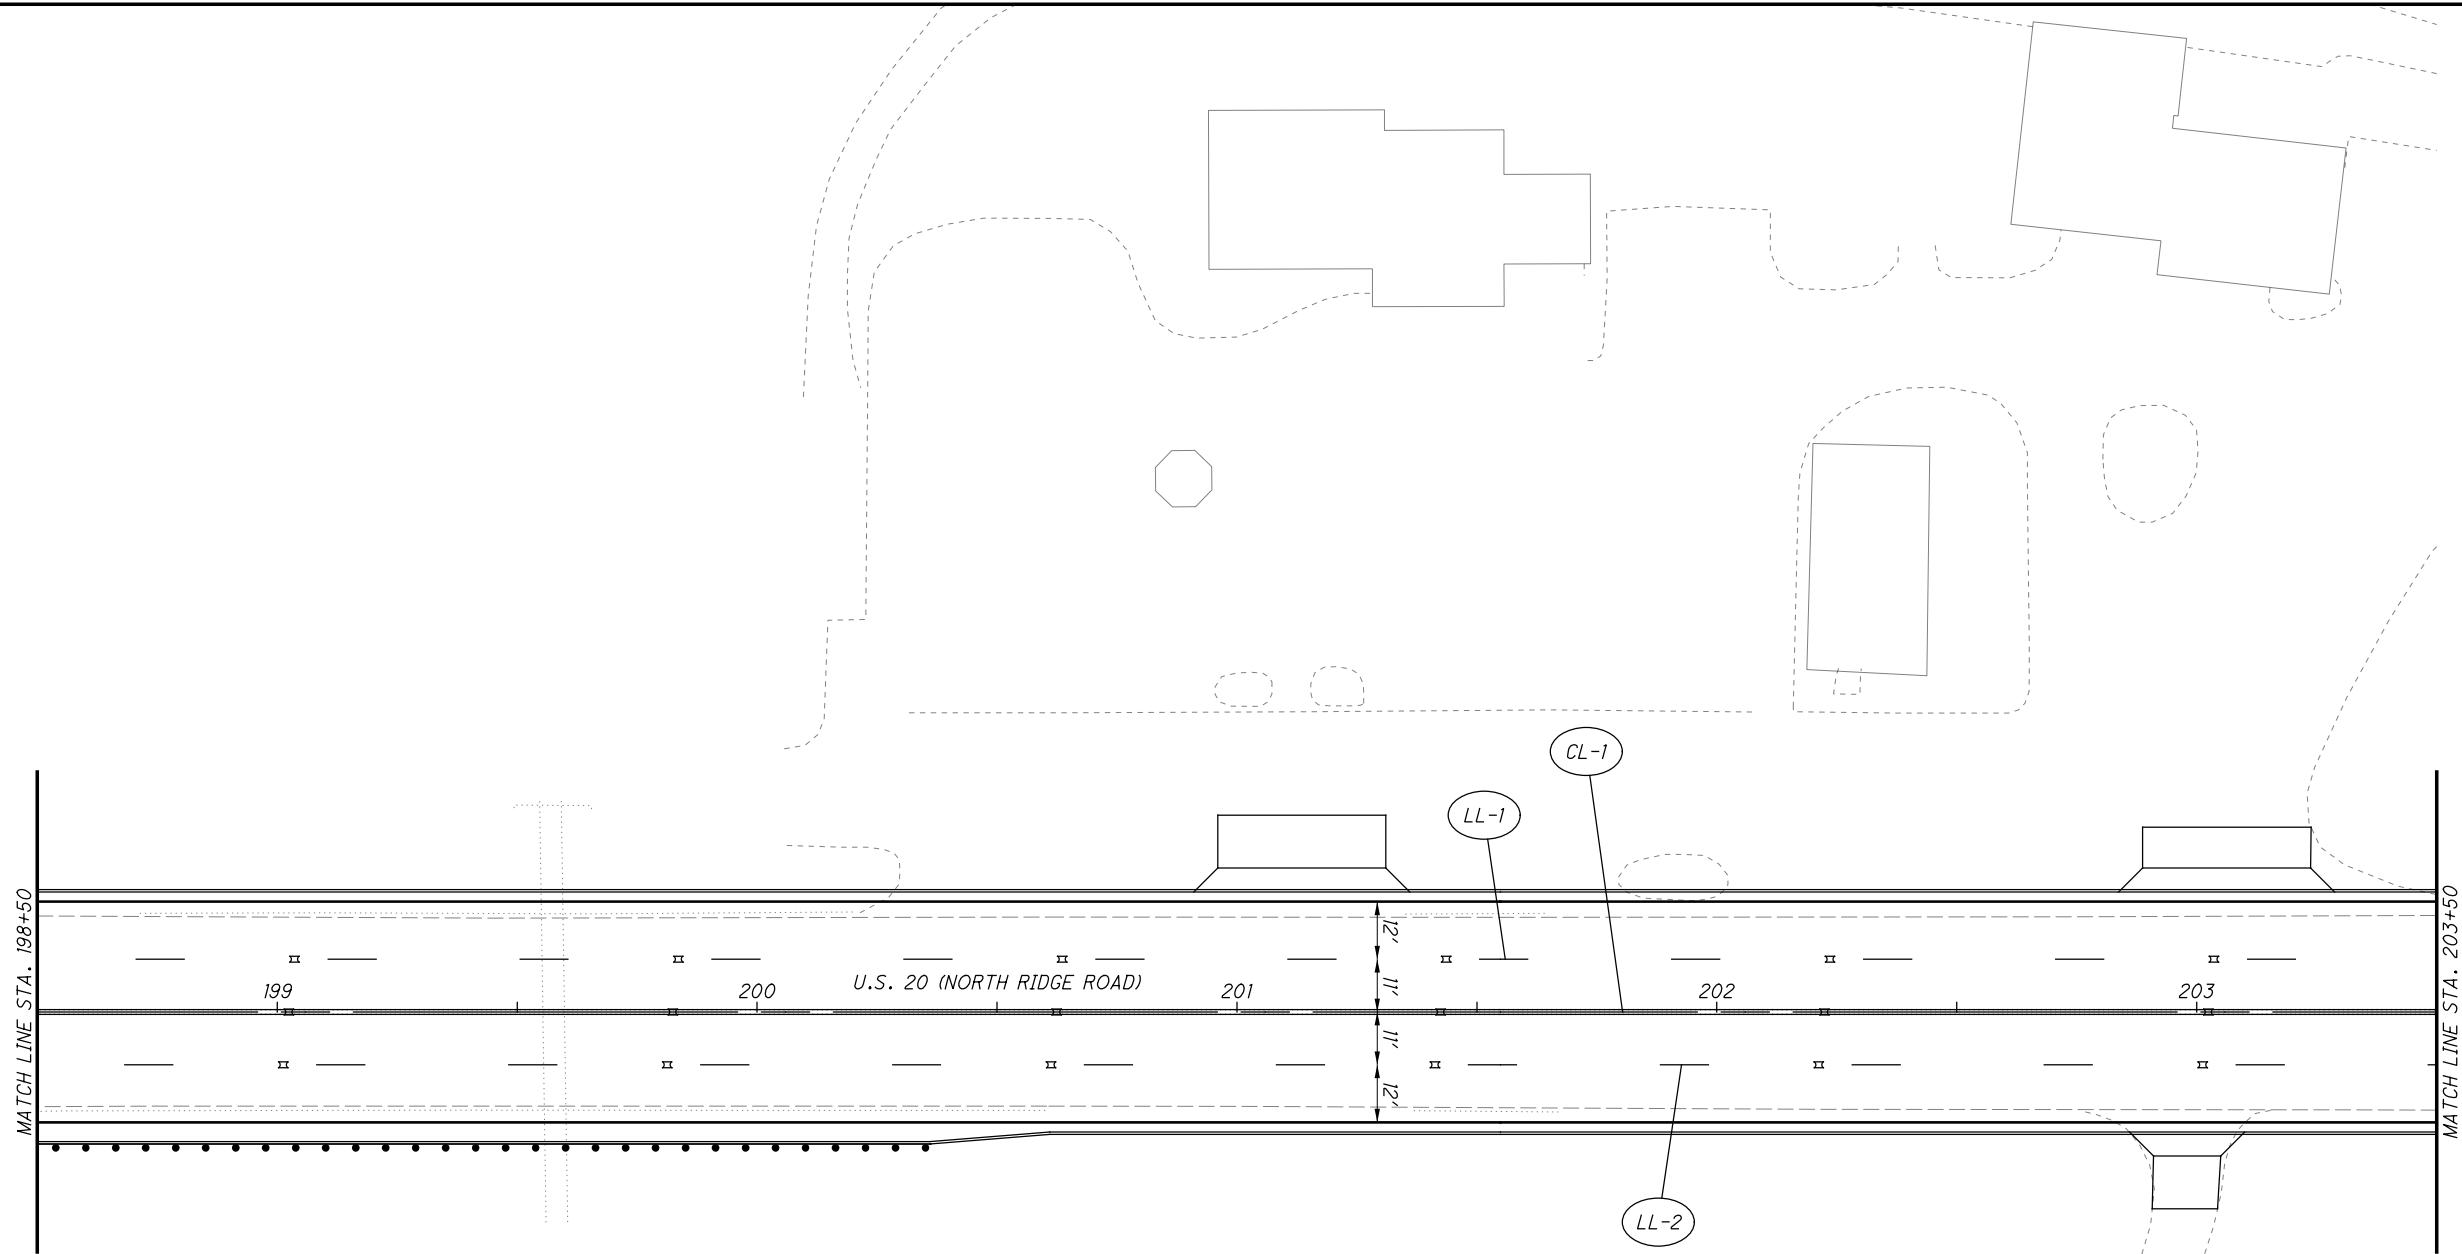 CL-1
LL-1
MATCH LINE STA. 198+50
MATCH LINE STA. 203+50
12'
U.S. 20 (NORTH RIDGE ROAD)
11'
199
200
201
202
203
11'
12'
LL-2